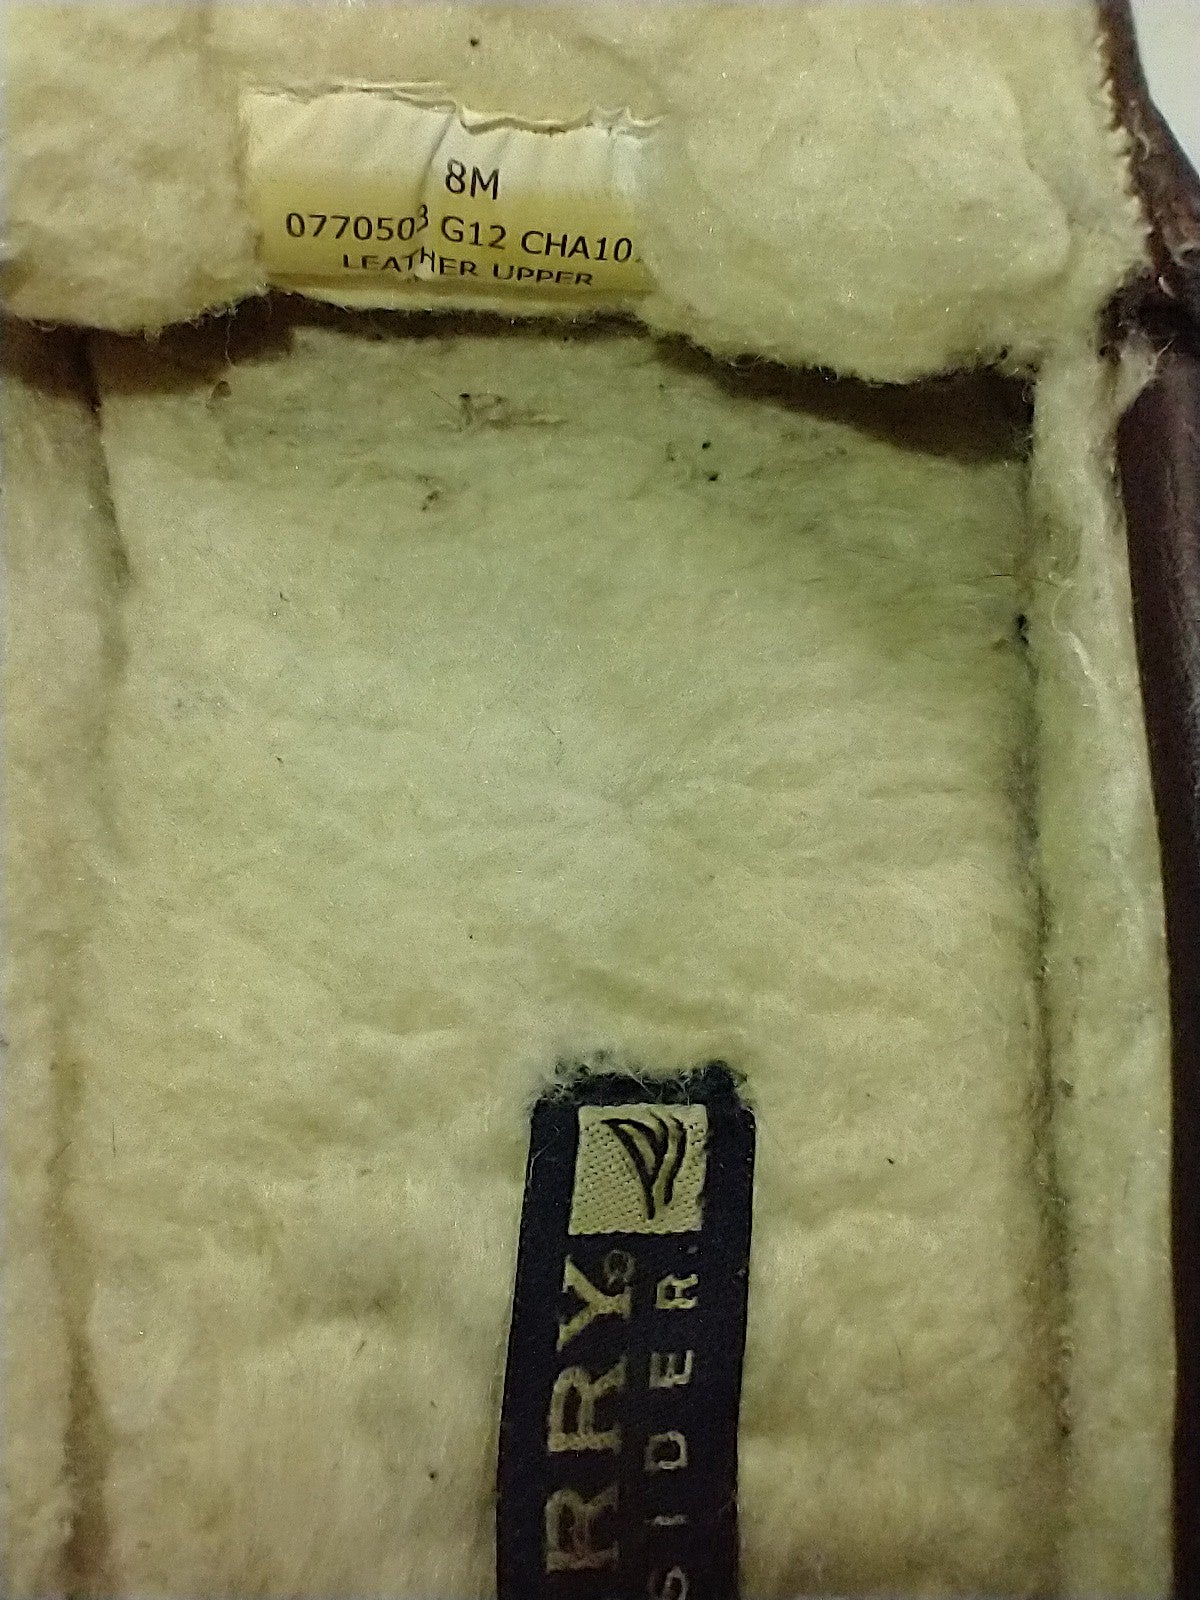 8M
0770503 G12 CHA10
LEATHER UPPER
RRY®
SIDER.